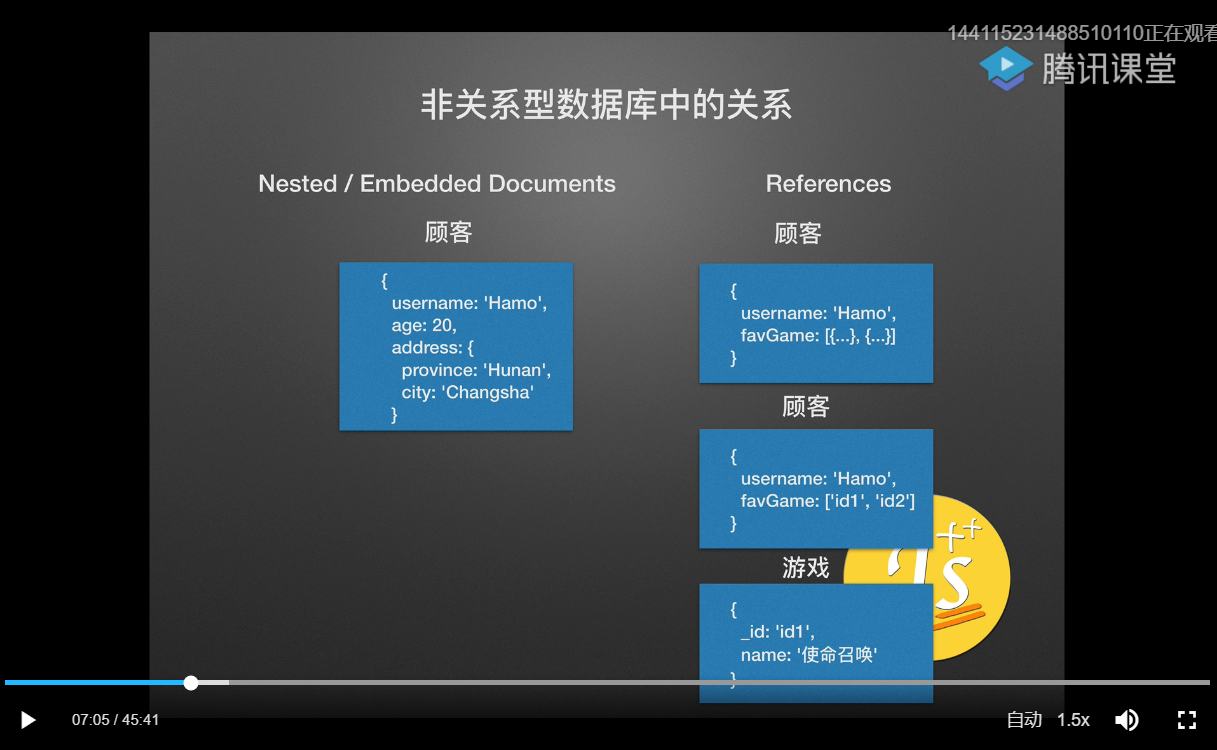 144115231488510110正在观看
腾讯课堂
非关系型数据库中的关系
Nested / Embedded Documents
顾客
{
username: 'Hamo',
age: 20,
address: {
province: 'Hunan',
city: 'Changsha'
}
References
顾客
{
username: 'Hamo',
favGame: [{...}, {...}]
}
顾客
{
username: 'Hamo',
favGame: ['id1', 'id2']
}
游戏
{
_id: 'id1',
name: '使命召唤'
}
07:05 / 45:41
自动
1.5x